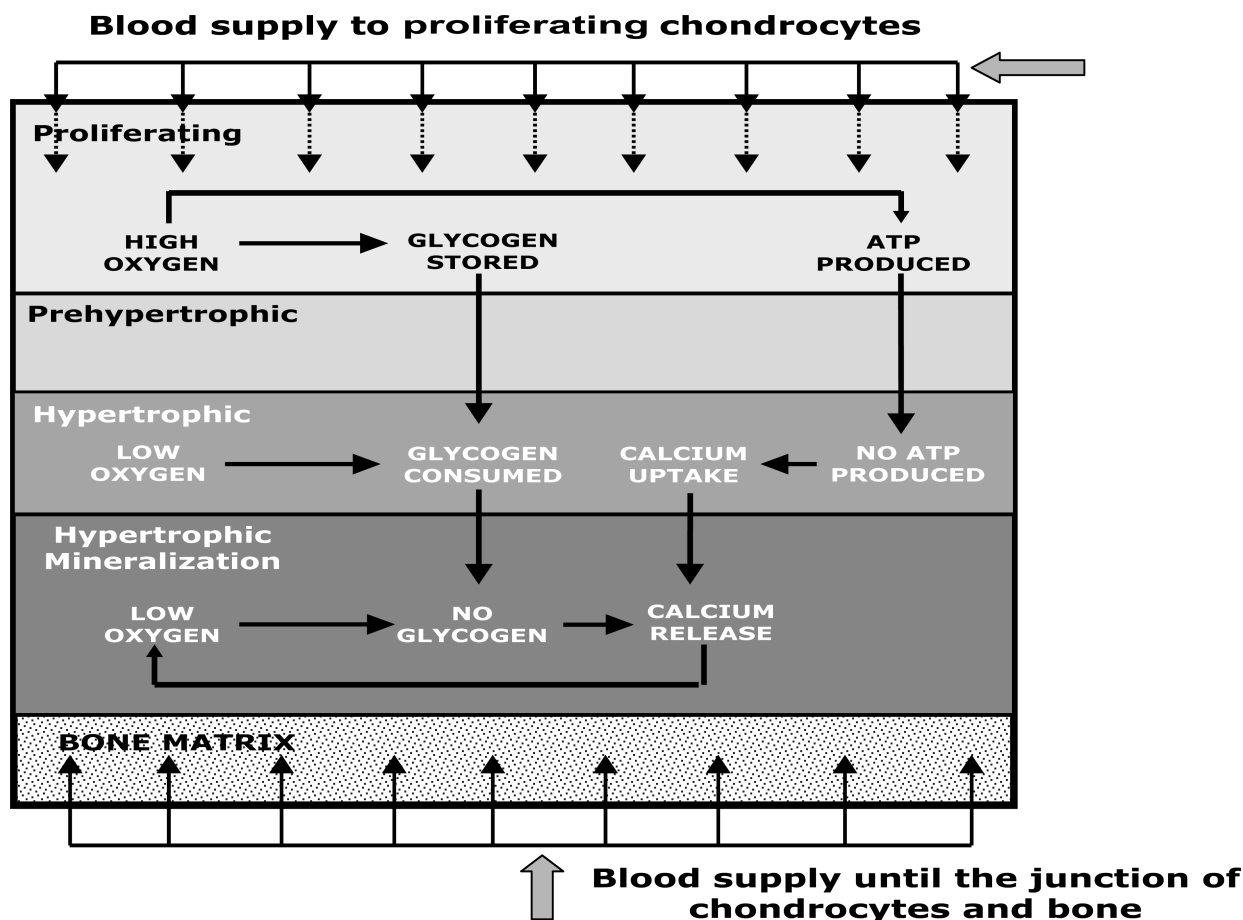 Blood supply to proliferating chondrocytes
Proliferating
HIGH
OXYGEN
GLYCOGEN
STORED
ATP
PRODUCED
Prehypertrophic
Hypertrophic
LOW
OXYGEN
GLYCOGEN
CONSUMED
CALCIUM
UPTAKE
NO ATP
PRODUCED
Hypertrophic
Mineralization
LOW
OXYGEN
NO
GLYCOGEN
CALCIUM
RELEASE
BONE MATRIX
Blood supply until the junction of
chondrocytes and bone